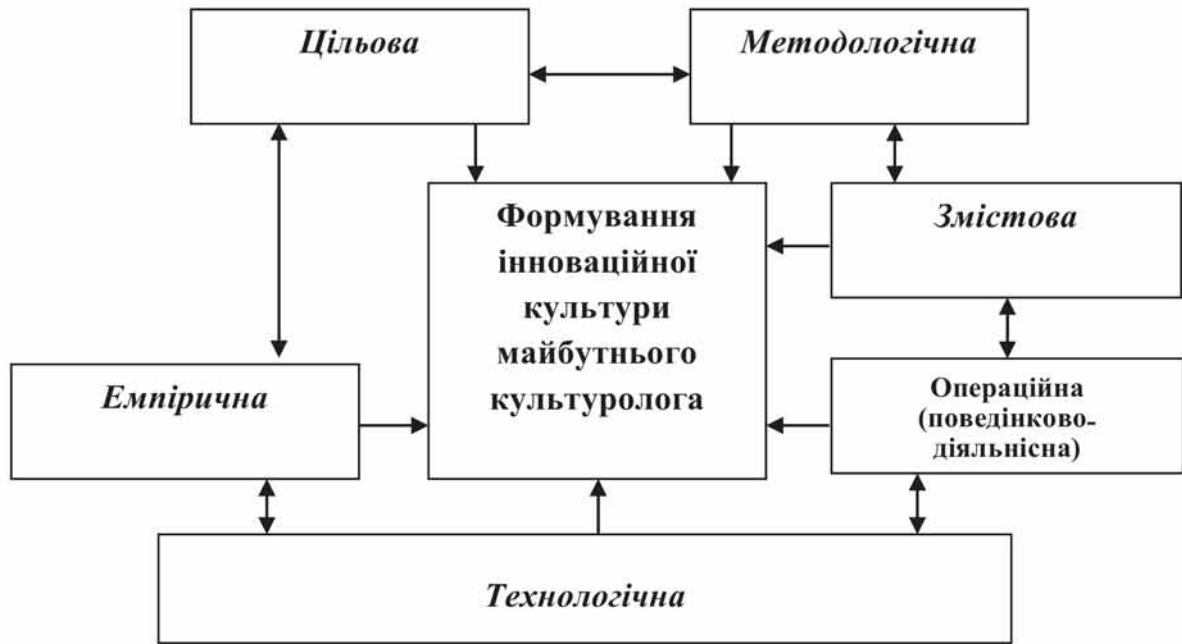 Цільова
Методологічна
Формування
інноваційної
культури
майбутнього
культуролога
Змістова
Емпірична
Операційна
(поведінково-
діяльнісна)
Технологічна